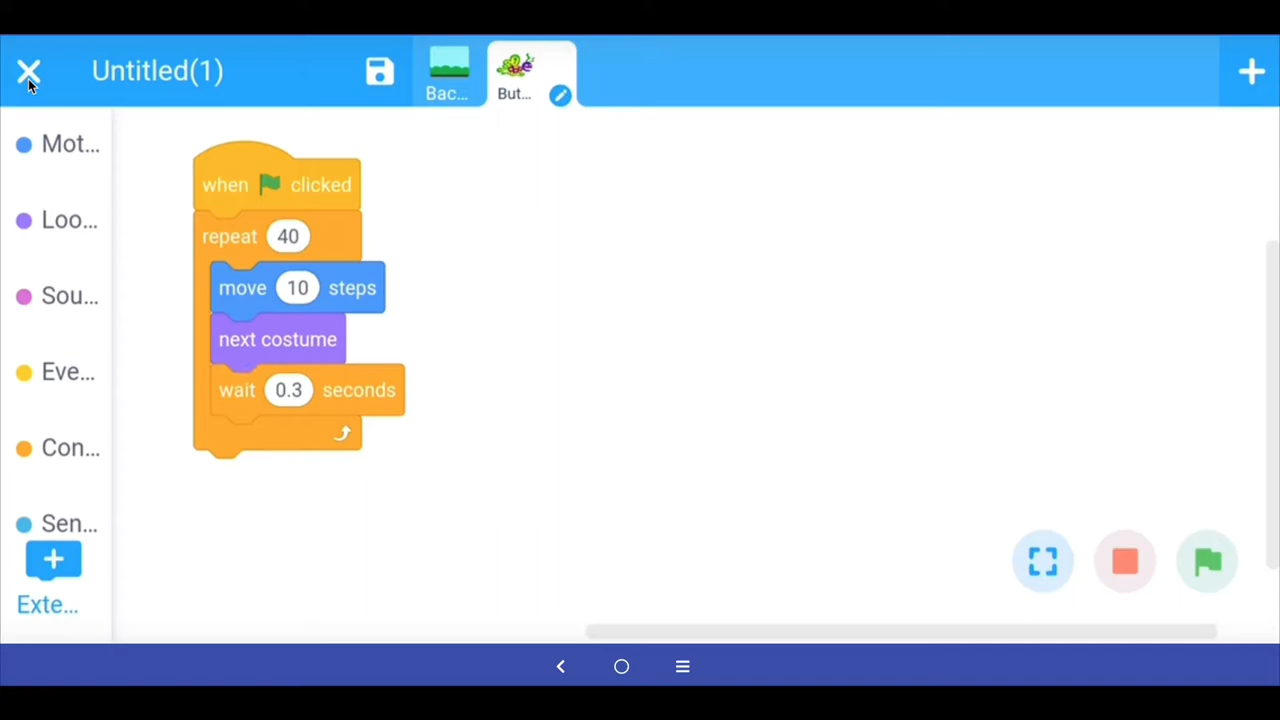 Untitled(1)
Bac...
But...
Mot...
Loo...
Sou...
Eve...
Con...
Sen...
Exte...
when clicked
repeat 40
move 10 steps
next costume
wait 0.3 seconds